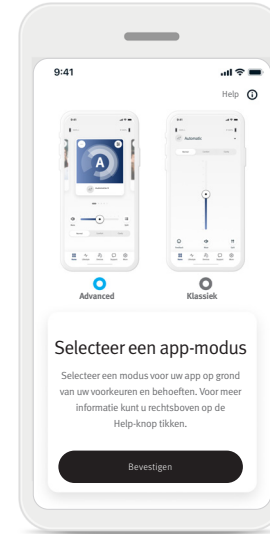 9:41
Help
A
Automatic
Advanced
Klassiek
Selecteer een app-modus
Selecteer een modus voor uw app op grond
van uw voorkeuren en behoeften. Voor meer
informatie kunt u rechtsboven op de
Help-knop tikken.
Bevestigen